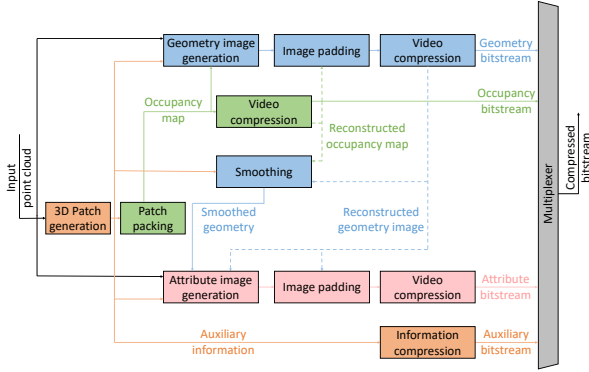 Geometry image
generation
Image padding
Video
compression
Geometry
bitstream
Occupancy
map
Video
compression
Occupancy
bitstream
Reconstructed
occupancy map
Input
point cloud
Smoothing
Multiplexer
Compressed
bitstream
3D Patch
generation
Patch
packing
Smoothed
geometry
Reconstructed
geometry image
Attribute image
generation
Image padding
Video
compression
Attribute
bitstream
Auxiliary
information
Information
compression
Auxiliary
bitstream